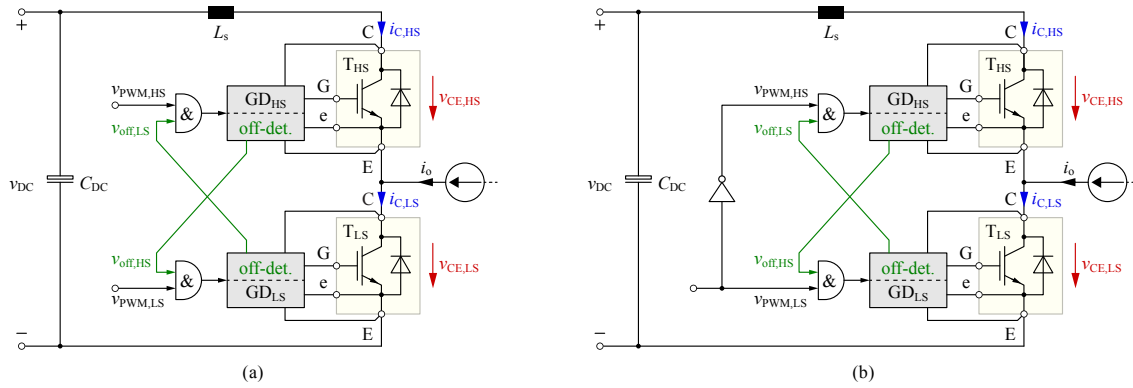 +
Ls
C
iC,HS
THS
vPWM,HS
&
GDHS
G
vCE,HS
voff,LS
off-det.
e
E
io
vDC
CDC
C
iC,LS
TLS
voff,HS
&
off-det.
G
vCE,LS
GDLS
e
vPWM,LS
E
−
(a)
+
Ls
C
iC,HS
THS
vPWM,HS
&
GDHS
G
vCE,HS
voff,LS
off-det.
e
E
io
vDC
CDC
C
iC,LS
TLS
voff,HS
&
off-det.
G
vCE,LS
GDLS
e
vPWM,LS
E
−
(b)